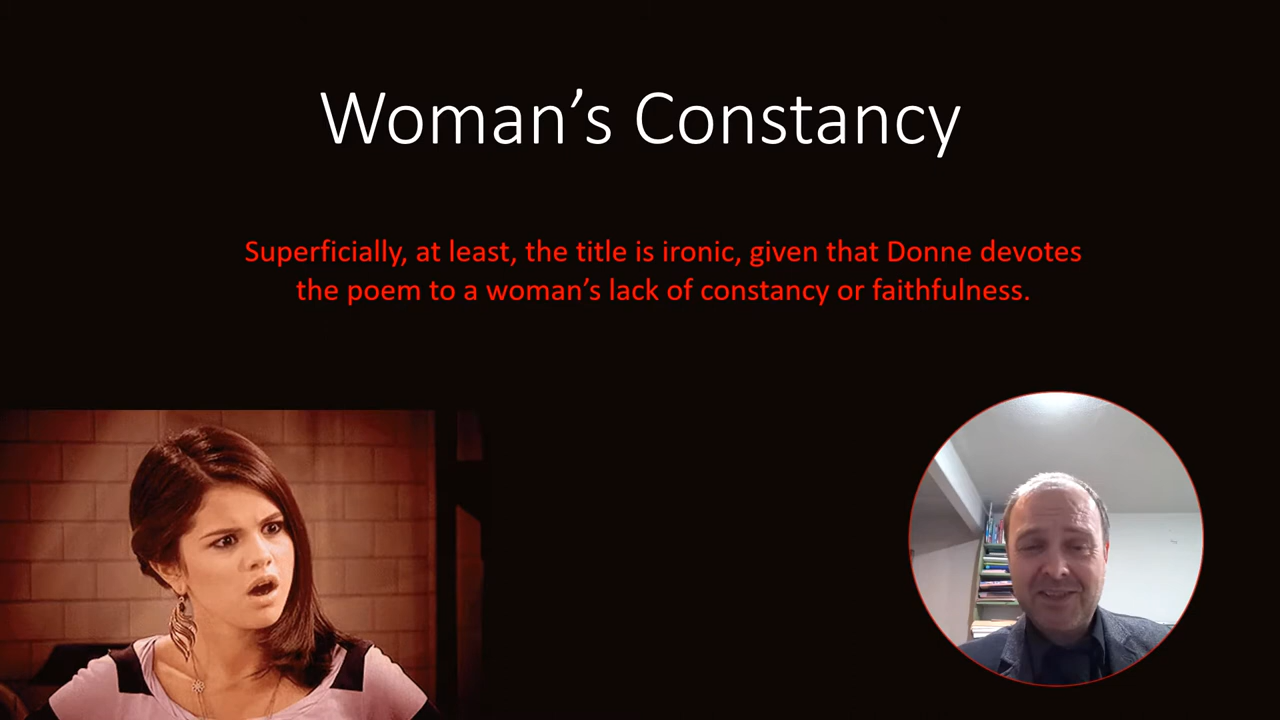 Woman’s Constancy
Superficially, at least, the title is ironic, given that Donne devotes
the poem to a woman’s lack of constancy or faithfulness.